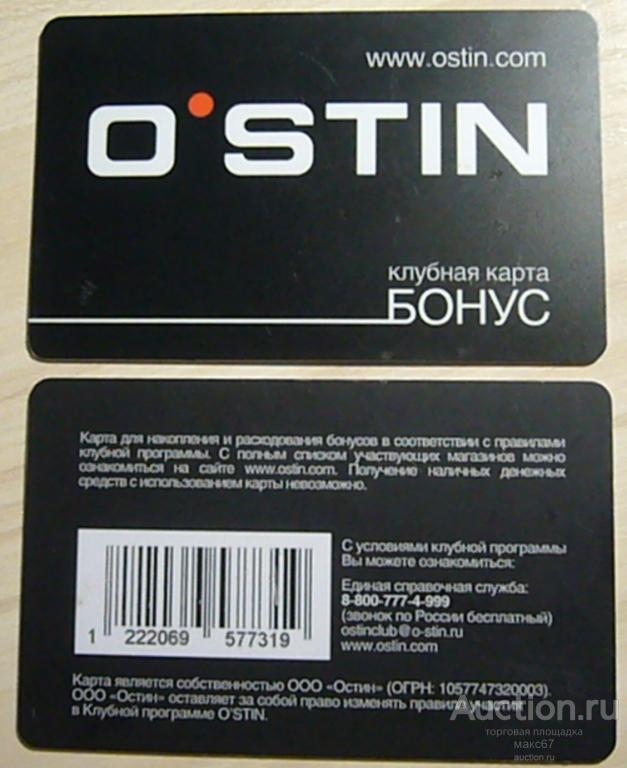 www.ostin.com
O'STIN
клубная карта
БОНУС
Карта для накопления и расходования бонусов в соответствии с правилами
клубной программы. С полным списком участвующих магазинов можно
ознакомиться на сайте www.ostin.com. Получение наличных денежных
средств с использованием карты невозможно.
С условиями клубной программы
Вы можете ознакомиться:
Единая справочная служба:
8-800-777-4-999
(звонок по России бесплатный)
ostinclub@o-stin.ru
www.ostin.com
1 222069 577319
Карта является собственностью ООО «Остин» (ОГРН: 1057747320003).
ООО «Остин» оставляет за собой право изменять правила участия
в Клубной программе O'STIN.
Auction.ru
торговая площадка
макс67
auction.ru